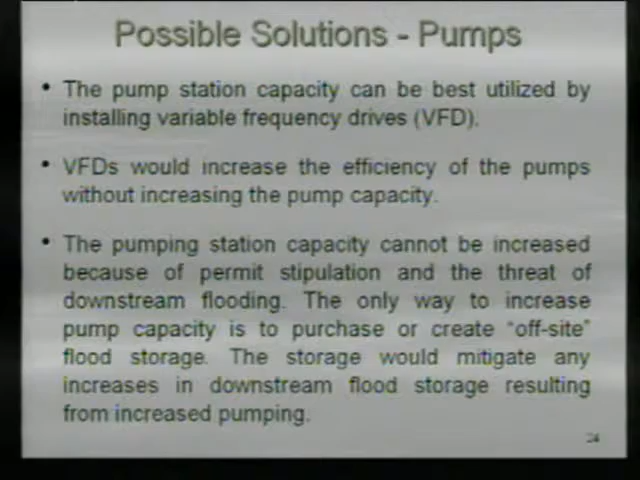 Possible Solutions - Pumps
• The pump station capacity can be best utilized by
installing variable frequency drives (VFD).
• VFDs would increase the efficiency of the pumps
without increasing the pump capacity.
• The pumping station capacity cannot be increased
because of permit stipulation and the threat of
downstream flooding. The only way to increase
pump capacity is to purchase or create "off-site"
flood storage. The storage would mitigate any
increases in downstream flood storage resulting
from increased pumping.
24